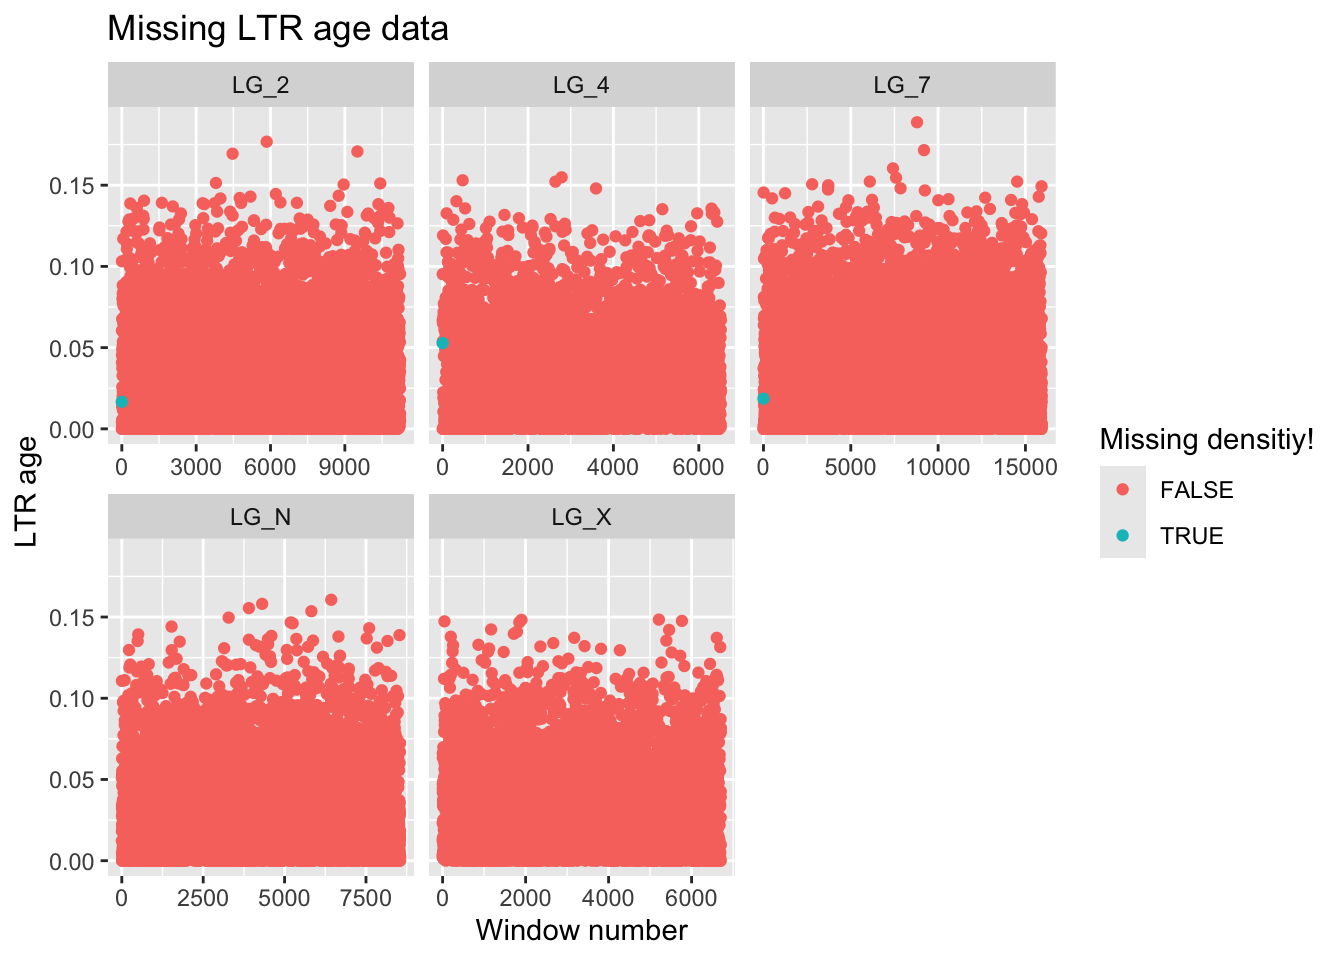 Missing LTR age data
LG_2 LG_4 LG_7
0.15
0.10
0.05
0.00
0 3000 6000 9000 0 2000 4000 6000 0 5000 10000 15000
LG_N LG_X
0.15
0.10
0.05
0.00
0 2500 5000 7500 0 2000 4000 6000
Window number
LTR age
Missing densitiy!
FALSE
TRUE